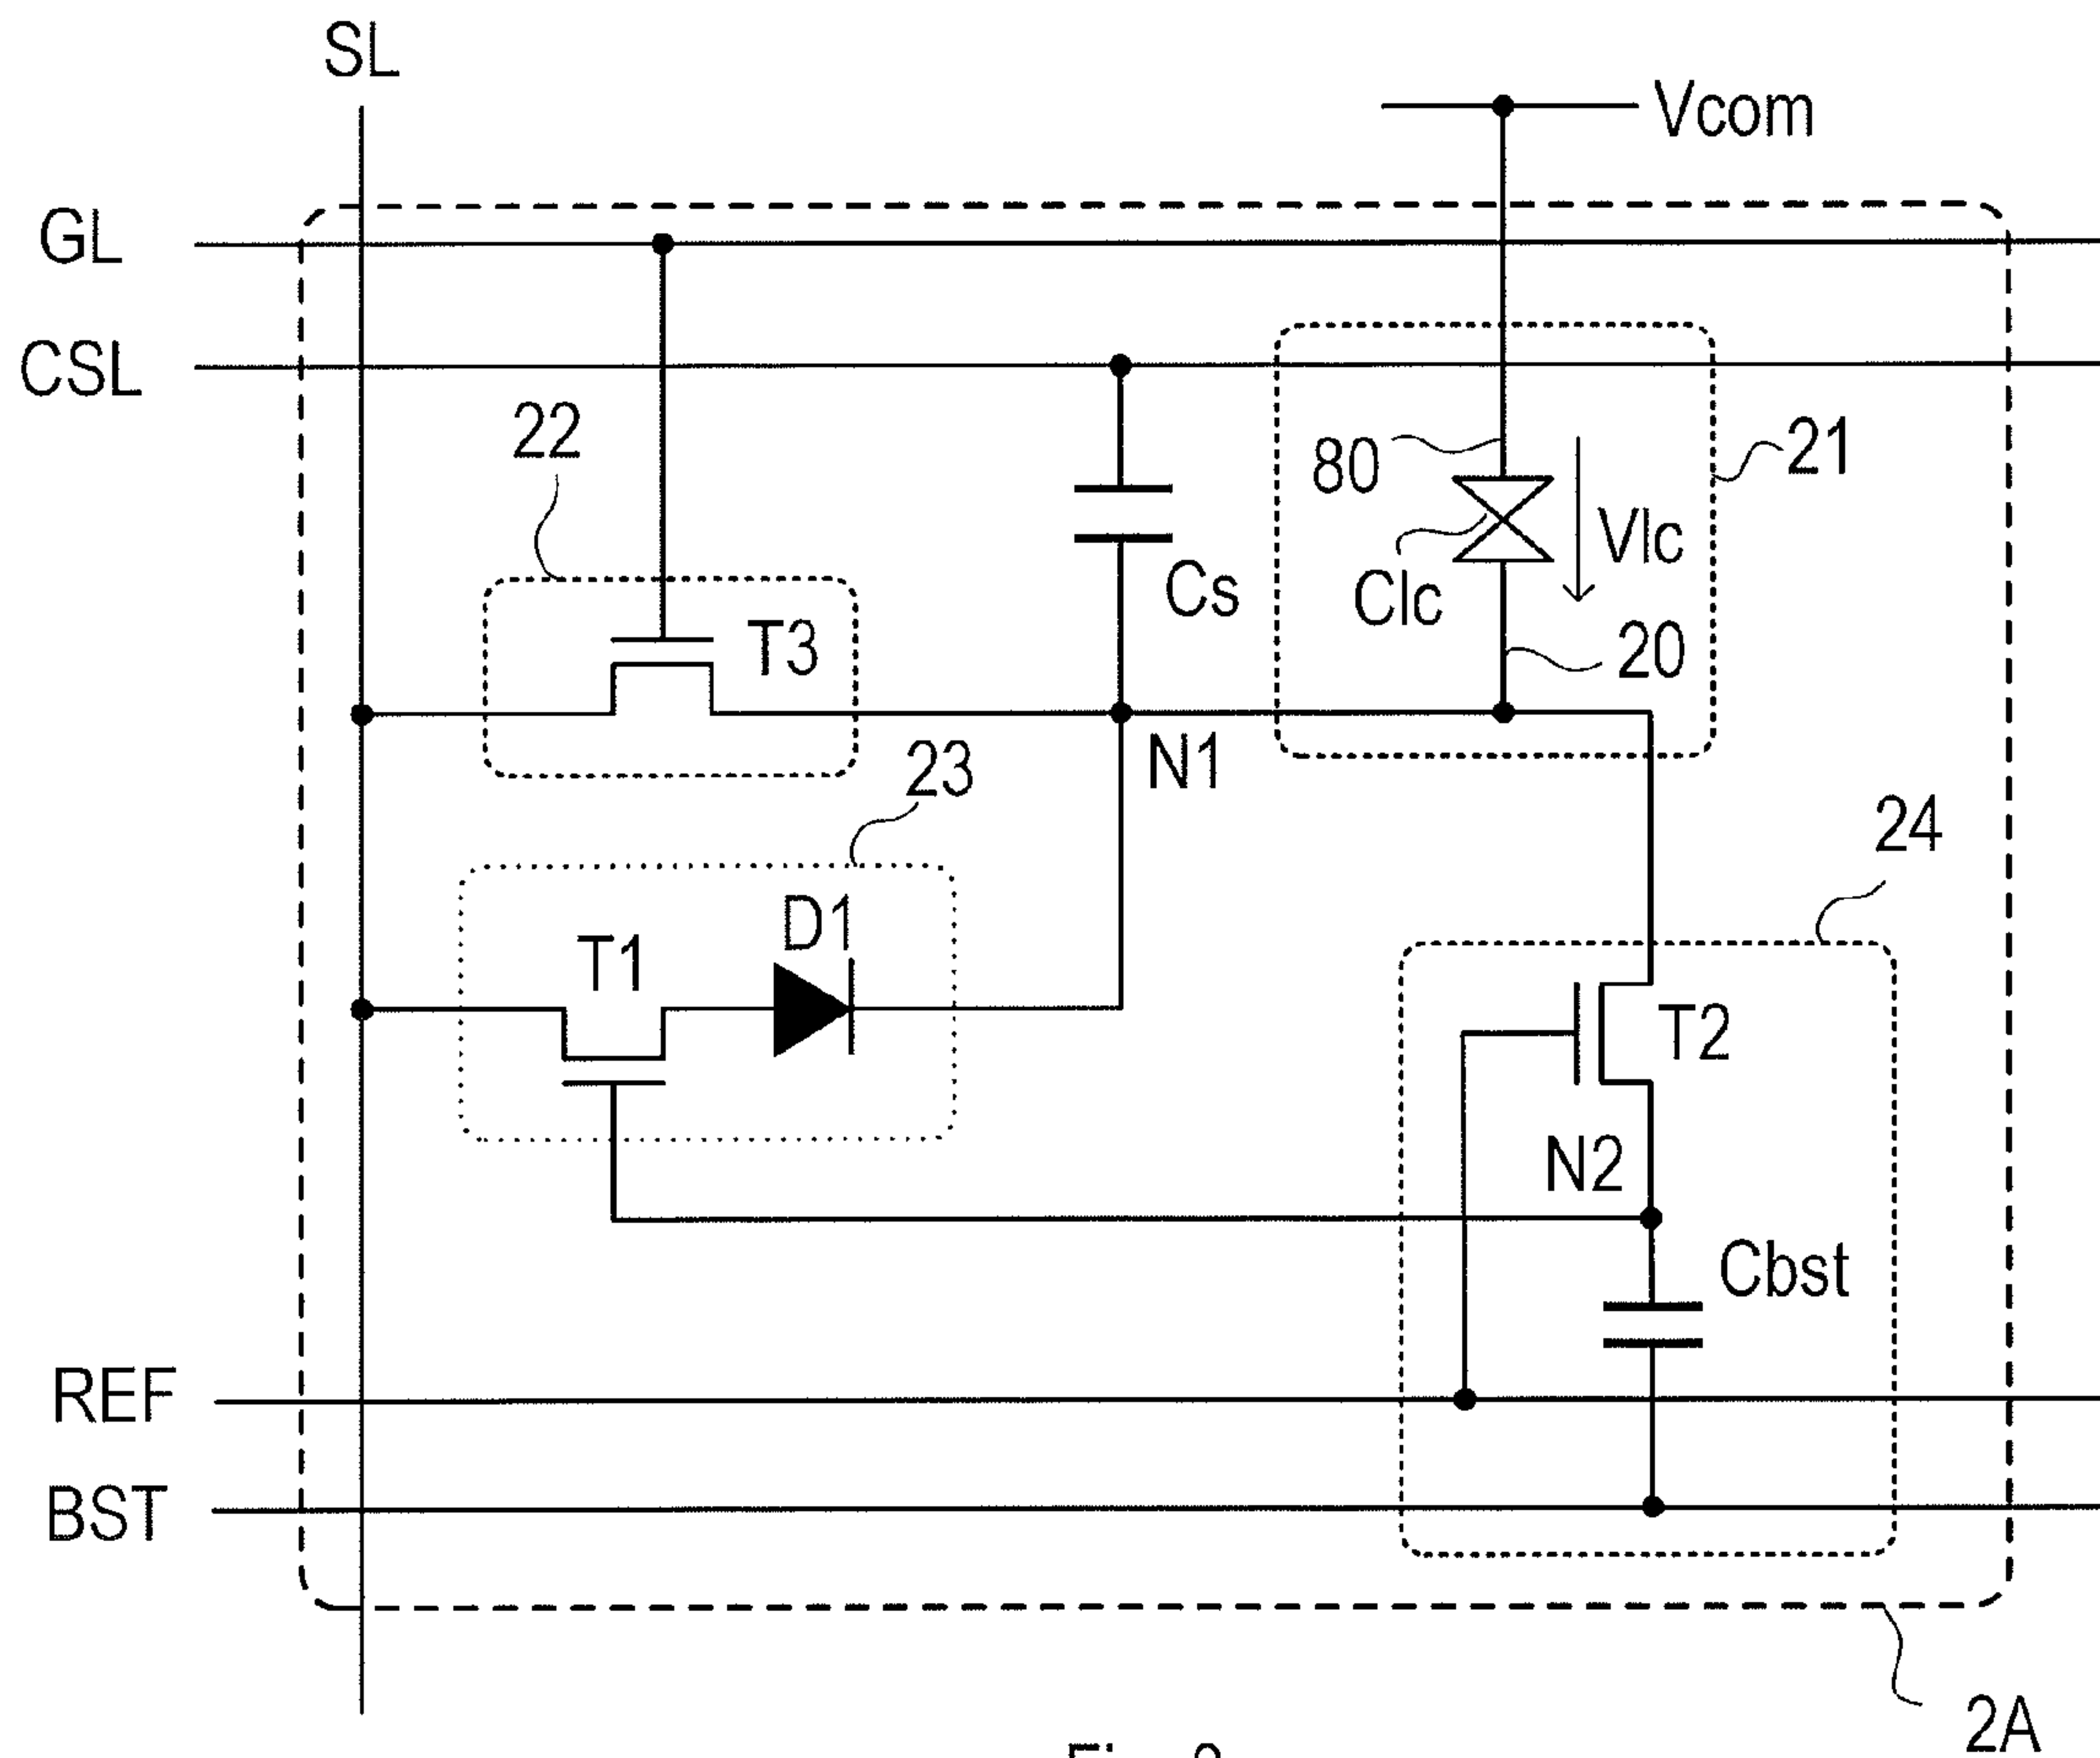 SL
Vcom
GL
CSL
22
80
21
Vlc
Clc
Cs
T3
20
N1
23
24
D1
T1
T2
N2
Cbst
REF
BST
2A